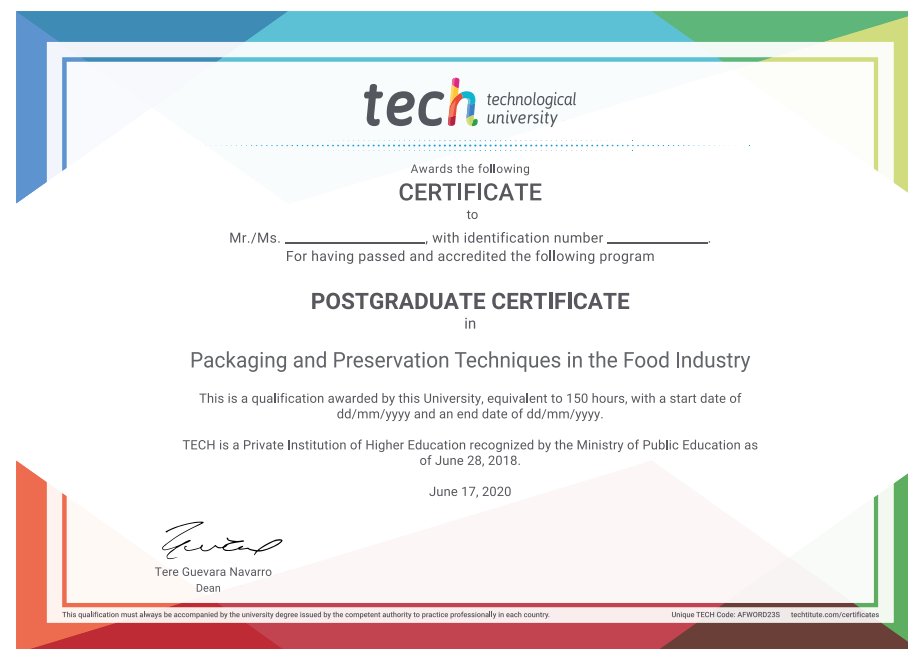 tech technological
university
Awards the following
CERTIFICATE
to
Mr./Ms. ____________________, with identification number ______________.
For having passed and accredited the following program
POSTGRADUATE CERTIFICATE
in
Packaging and Preservation Techniques in the Food Industry
This is a qualification awarded by this University, equivalent to 150 hours, with a start date of
dd/mm/yyyy and an end date of dd/mm/yyyy.
TECH is a Private Institution of Higher Education recognized by the Ministry of Public Education as
of June 28, 2018.
June 17, 2020
Tere Guevara Navarro
Dean
This qualification must always be accompanied by the university degree issued by the competent authority to practice professionally in each country. Unique TECH Code: AFWORD23S techtitute.com/certificates